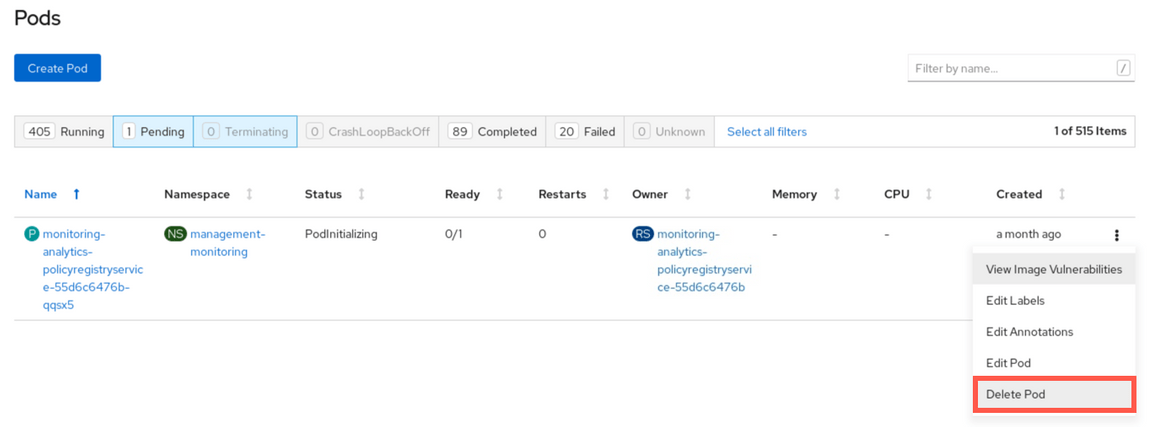 Pods
Create Pod
Filter by name...
/
405 Running 1 Pending 0 Terminating 0 CrashLoopBackOff 89 Completed 20 Failed 0 Unknown Select all filters 1 of 515 Items
Name Namespace Status Ready Restarts Owner Memory CPU Created
P monitoring- NS management- PodInitializing 0/1 0 RS monitoring- - - a month ago
analytics- monitoring analytics-
policyregistryservic policyregistryservi
e-55d6c6476b- ce-55d6c6476b
qqsx5
View Image Vulnerabilities
Edit Labels
Edit Annotations
Edit Pod
Delete Pod